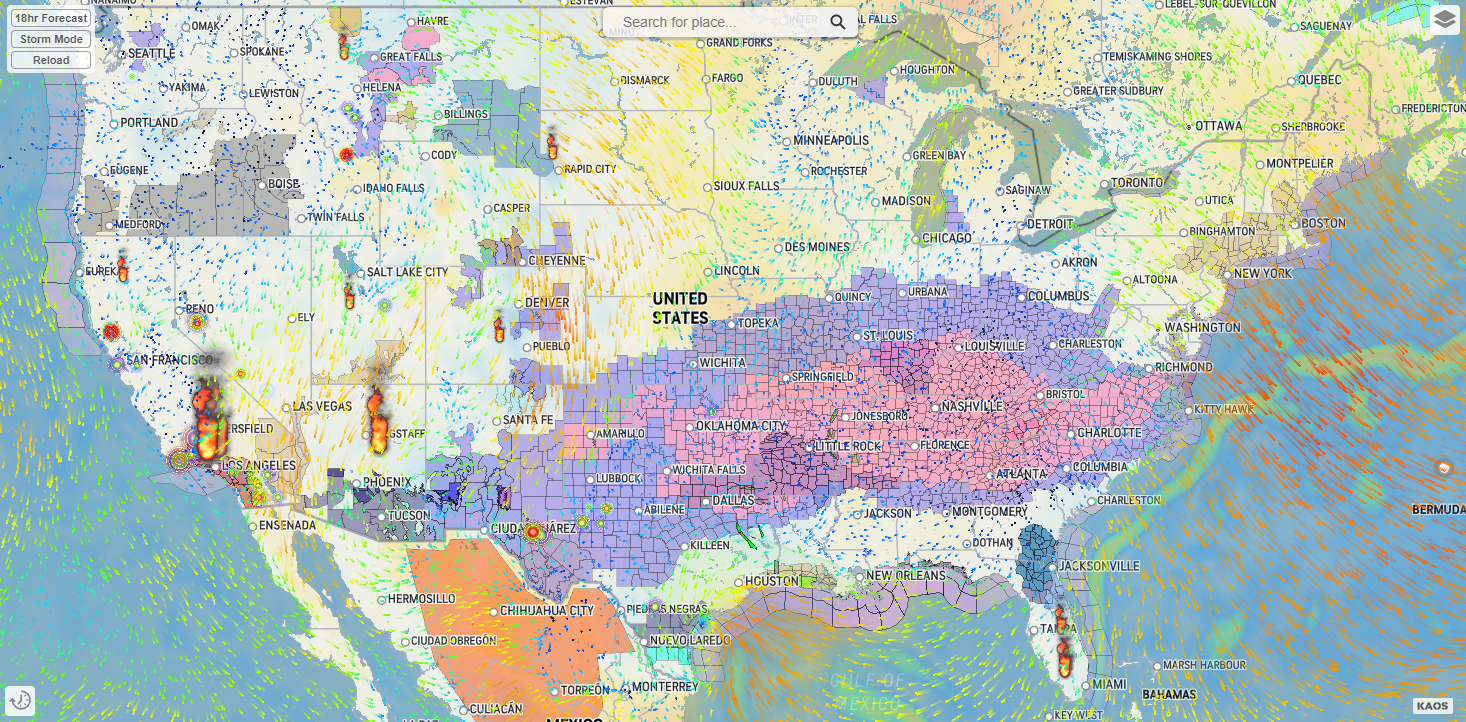 NANAIMO
ESTEVAN
LEBEL-SUR-QUEVILLON
18hr Forecast
Storm Mode
Reload
Search for place...
OMAK
HAVRE
GRAND FORKS
SAGUENAY
SEATTLE
SPOKANE
GREAT FALLS
TEMISKAMING SHORES
YAKIMA
LEWISTON
HELENA
BISMARCK
FARGO
DULUTH
HOUGHTON
GREATER SUDBURY
QUEBEC
PORTLAND
BILLINGS
FREDERICTON
MINNEAPOLIS
OTTAWA
SHERBROOKE
EUGENE
BOISE
CODY
RAPID CITY
ROCHESTER
GREEN BAY
MONTPELIER
IDAHO FALLS
SIOUX FALLS
SAGINAW
TORONTO
MEDFORD
TWIN FALLS
CASPER
MADISON
UTICA
DETROIT
BINGHAMTON
BOSTON
CHICAGO
DES MOINES
EUREKA
SALT LAKE CITY
CHEYENNE
LINCOLN
AKRON
ALTOONA
NEW YORK
RENO
ELY
DENVER
UNITED
STATES
QUINCY
URBANA
COLUMBUS
TOPEKA
WASHINGTON
SAN FRANCISCO
PUEBLO
WICHITA
ST. LOUIS
LOUISVILLE
CHARLESTON
RICHMOND
SPRINGFIELD
LAS VEGAS
SANTA FE
NASHVILLE
BRISTOL
KITTY HAWK
ERSFIELD
GSTAFF
AMARILLO
OKLAHOMA CITY
JONESBORO
CHARLOTTE
LITTLE ROCK
FLORENCE
LOS ANGELES
PHOENIX
LUBBOCK
WICHITA FALLS
ATLANTA
COLUMBIA
TUCSON
ABILENE
DALLAS
CHARLESTON
BERMUDA
ENSENADA
CIUDAD JUÁREZ
JACKSON
MONTGOMERY
KILLEEN
DOTHAN
JACKSONVILLE
HOUSTON
NEW ORLEANS
HERMOSILLO
CHIHUAHUA CITY
PIEDRAS NEGRAS
TAMPA
CIUDAD OBREGÓN
NUEVO LAREDO
MARSH HARBOUR
GULF OF
MEXICO
TORREÓN
MONTERREY
MIAMI
BAHAMAS
CULIACÁN
KEY WEST
KAOS
LA PAZ
MEXICO